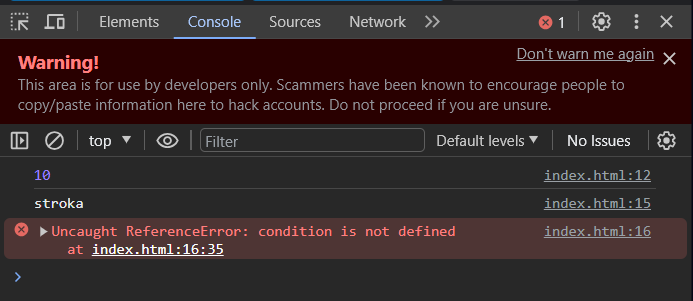 Elements Console Sources Network 1
Warning! Don't warn me again
This area is for use by developers only. Scammers have been known to encourage people to
copy/paste information here to hack accounts. Do not proceed if you are unsure.
top Filter Default levels No Issues
10 index.html:12
stroka index.html:15
Uncaught ReferenceError: condition is not defined index.html:16
at index.html:16:35